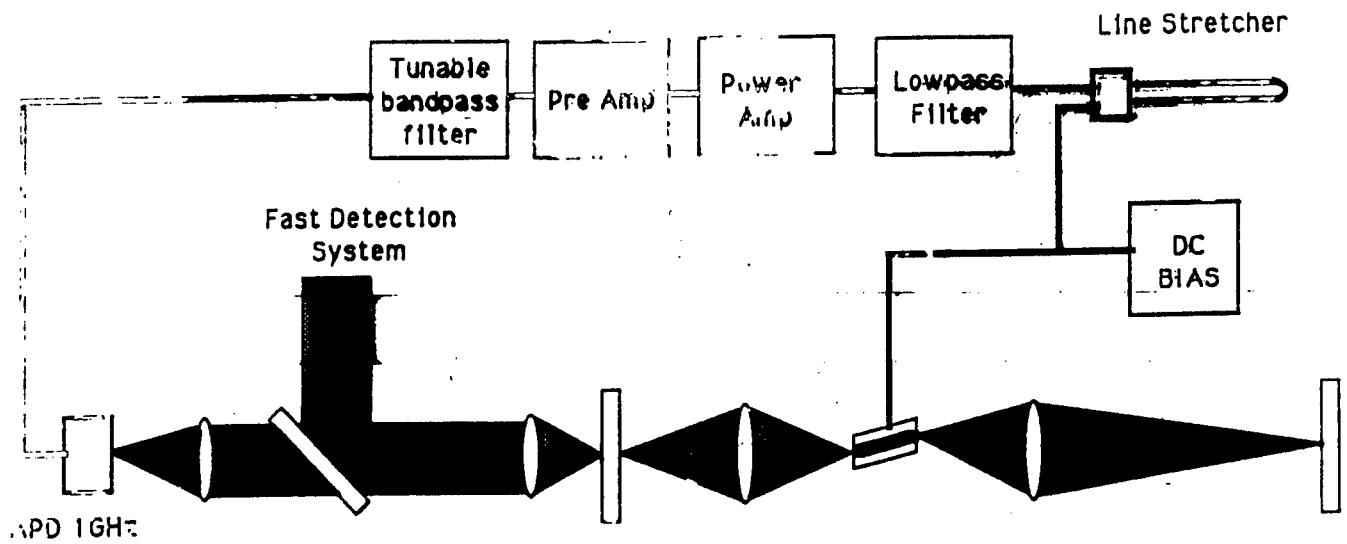 Line Stretcher
Tunable
bandpass
filter
Pre Amp
Power
Amp
Lowpass
Filter
Fast Detection
System
DC
BIAS
APD 1GHz